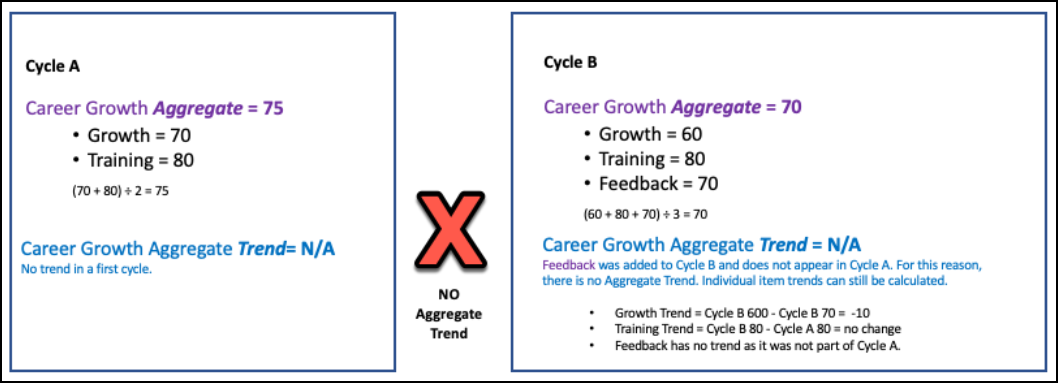 Cycle A
Career Growth Aggregate = 75
• Growth = 70
• Training = 80
(70 + 80) ÷ 2 = 75
Career Growth Aggregate Trend= N/A
No trend in a first cycle.
X
NO
Aggregate
Trend
Cycle B
Career Growth Aggregate = 70
• Growth = 60
• Training = 80
• Feedback = 70
(60 + 80 + 70) ÷ 3 = 70
Career Growth Aggregate Trend = N/A
Feedback was added to Cycle B and does not appear in Cycle A. For this reason,
there is no Aggregate Trend. Individual item trends can still be calculated.
• Growth Trend = Cycle B 600 - Cycle B 70 = -10
• Training Trend = Cycle B 80 - Cycle A 80 = no change
• Feedback has no trend as it was not part of Cycle A.